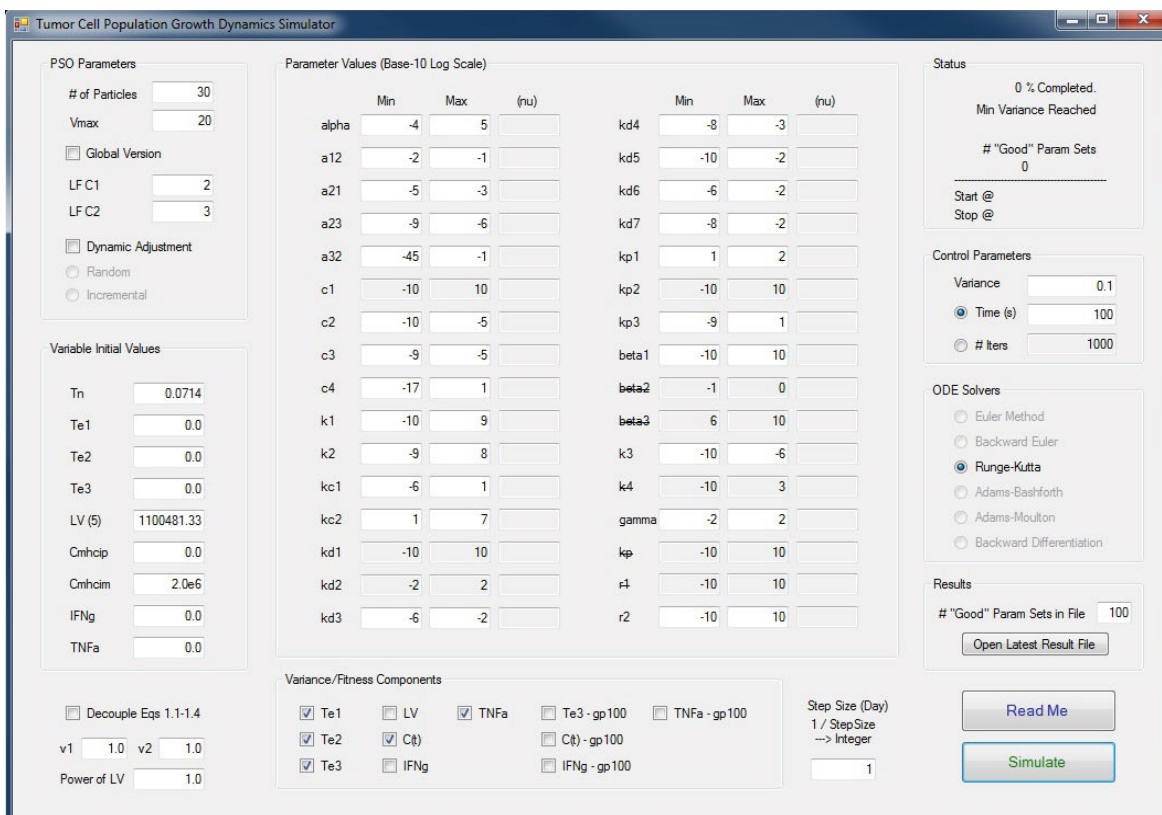 Tumor Cell Population Growth Dynamics Simulator
PSO Parameters
# of Particles 30
Vmax 20
Global Version
LF C1 2
LF C2 3
Dynamic Adjustment
Random
Incremental
Variable Initial Values
Tn 0.0714
Te1 0.0
Te2 0.0
Te3 0.0
LV (5) 1100481.33
Cmhcip 0.0
Cmhcim 2.0e6
IFNg 0.0
TNFa 0.0
Decouple Eqs 1.1-1.4
v1 1.0 v2 1.0
Power of LV 1.0
Parameter Values (Base-10 Log Scale)
Min Max (nu)
alpha -4 5
a12 -2 -1
a21 -5 -3
a23 -9 -6
a32 -45 -1
c1 -10 10
c2 -10 -5
c3 -9 -5
c4 -17 1
k1 -10 9
k2 -9 8
kc1 -6 1
kc2 1 7
kd1 -10 10
kd2 -2 2
kd3 -6 -2
Min Max (nu)
kd4 -8 -3
kd5 -10 -2
kd6 -6 -2
kd7 -8 -2
kp1 1 2
kp2 -10 10
kp3 -9 1
beta1 -10 10
beta2 -1 0
beta3 6 10
k3 -10 -6
k4 -10 3
gamma -2 2
kp -10 10
r1 -10 10
r2 -10 10
Variance/Fitness Components
Te1 LV TNFa Te3 - gp100 TNFa - gp100
Te2 C(t) C(t) - gp100
Te3 IFNg IFNg - gp100
Step Size (Day)
1 / StepSize
---> Integer
1
Status
0 % Completed.
Min Variance Reached
# "Good" Param Sets
0
Start @
Stop @
Control Parameters
Variance 0.1
Time (s) 100
# Iters 1000
ODE Solvers
Euler Method
Backward Euler
Runge-Kutta
Adams-Bashforth
Adams-Moulton
Backward Differentiation
Results
# "Good" Param Sets in File 100
Open Latest Result File
Read Me
Simulate